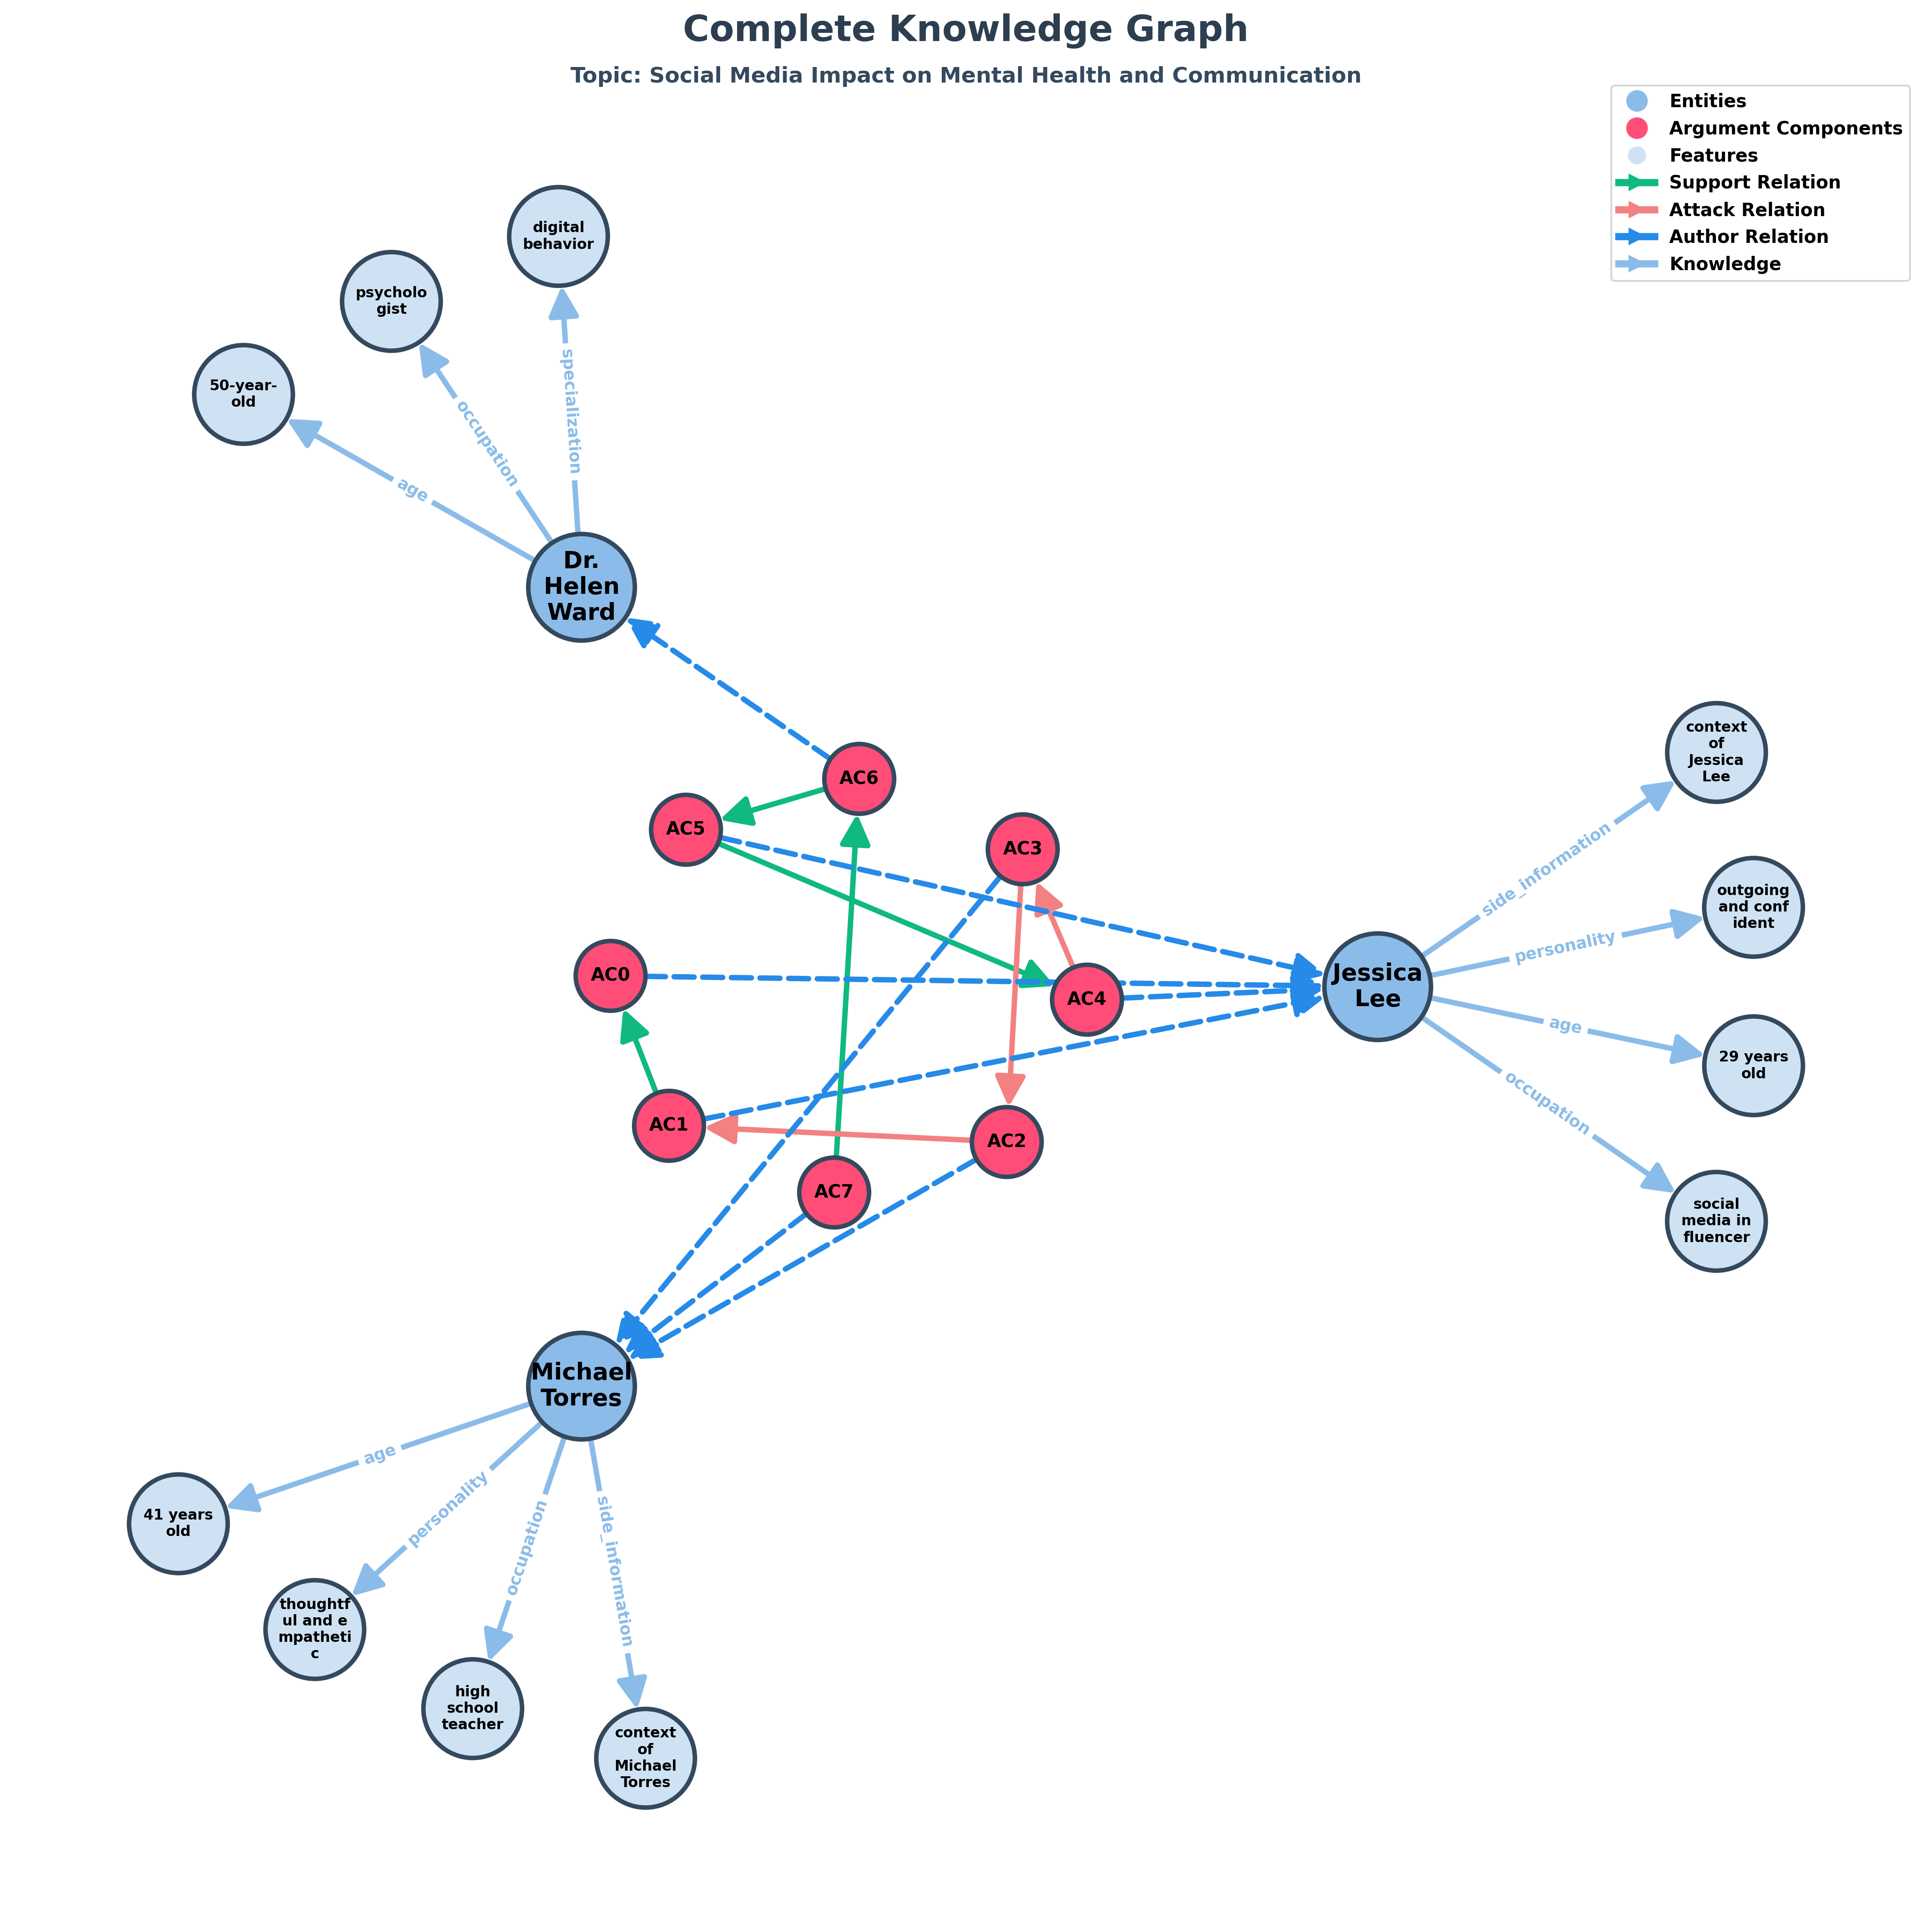 Complete Knowledge Graph
Topic: Social Media Impact on Mental Health and Communication
Entities
Argument Components
Features
Support Relation
Attack Relation
Author Relation
Knowledge
digital
behavior
psycholo
gist
50-year-
old
specialization
occupation
age
Dr.
Helen
Ward
AC6
AC5
AC3
AC0
AC4
AC1
AC2
AC7
Jessica
Lee
side_information
personality
age
occupation
context
of
Jessica
Lee
outgoing
and conf
ident
29 years
old
social
media in
fluencer
Michael
Torres
age
personality
occupation
side_information
41 years
old
thoughtf
ul and e
mpatheti
c
high
school
teacher
context
of
Michael
Torres